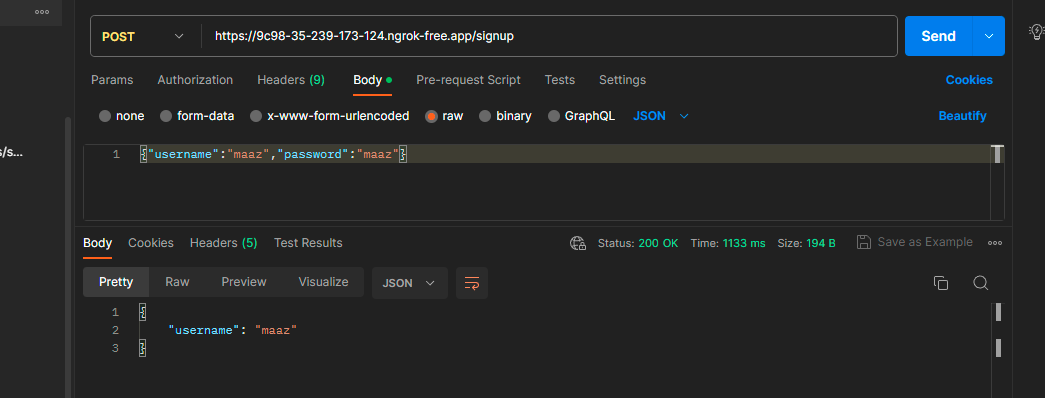 POST https://9c98-35-239-173-124.ngrok-free.app/signup Send
Params Authorization Headers (9) Body Pre-request Script Tests Settings Cookies
none form-data x-www-form-urlencoded raw binary GraphQL JSON Beautify
/s...
1 {"username":"maaz","password":"maaz"}
Body Cookies Headers (5) Test Results Status: 200 OK Time: 1133 ms Size: 194 B Save as Example
Pretty Raw Preview Visualize JSON
1 {
2 "username": "maaz"
3 }